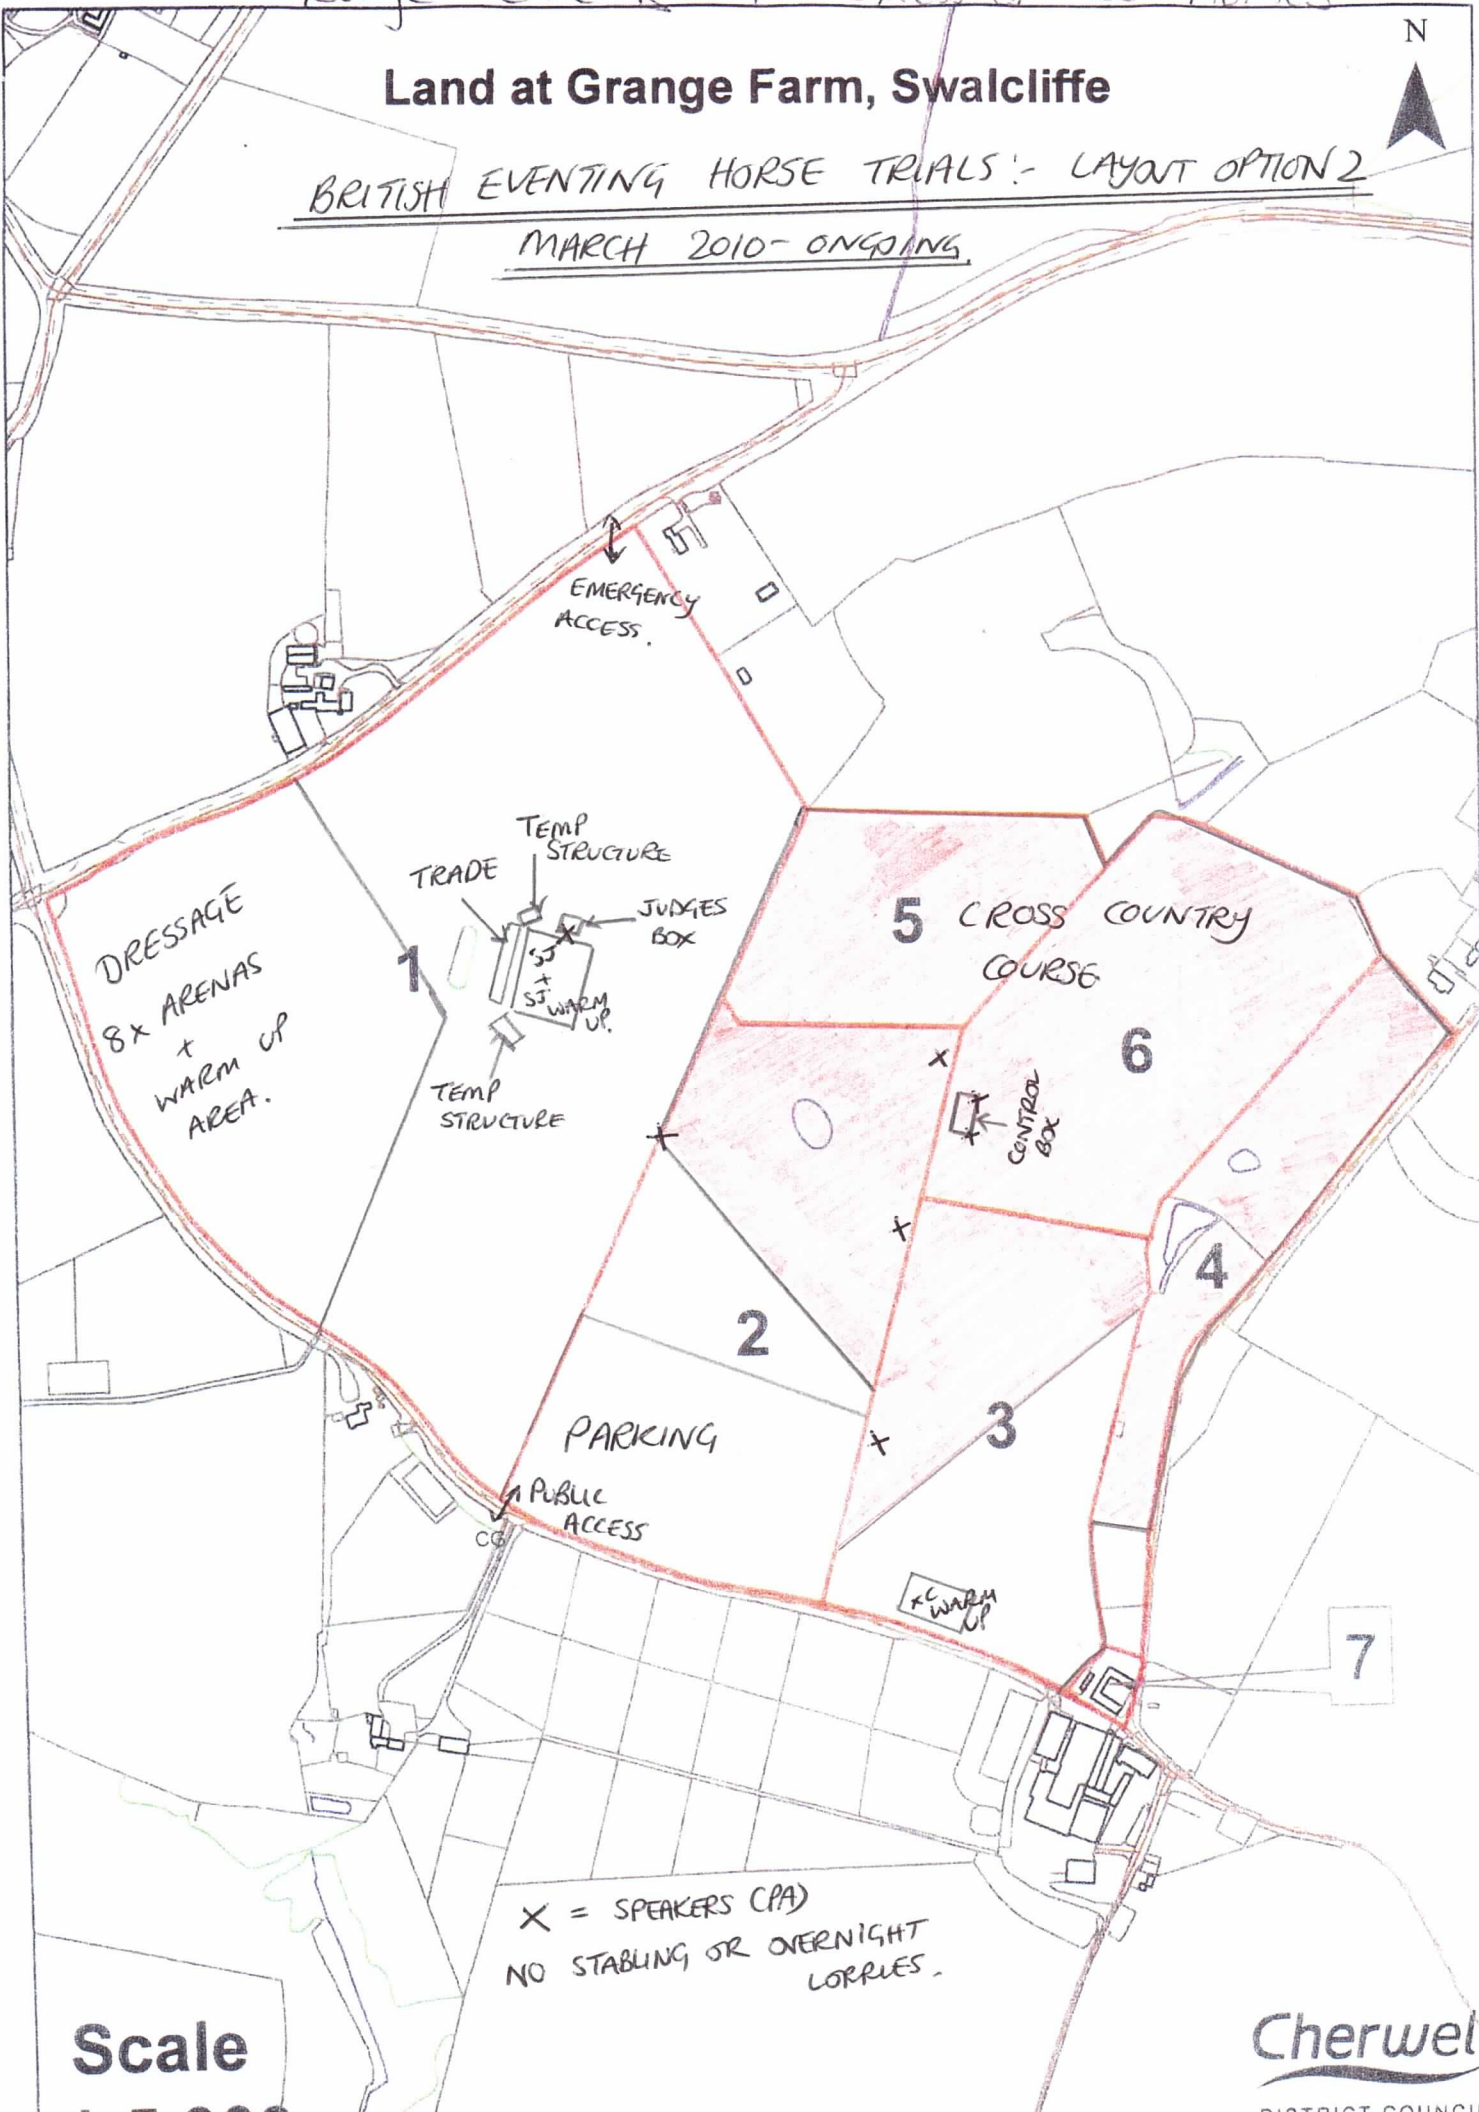 N
Land at Grange Farm, Swalcliffe
BRITISH EVENTING HORSE TRIALS:- LAYOUT OPTION 2
MARCH 2010- ONGOING.
EMERGENCY
ACCESS.
TEMP
STRUCTURE
TRADE
JUDGES
BOX
DRESSAGE
8x ARENAS
+
WARM UP
AREA.
1
SJ
+
SJ.
WARM
UP.
TEMP
STRUCTURE
5 CROSS COUNTRY
COURSE
6
CONTROL
BOX
4
2
3
PARKING
PUBLIC
ACCESS
CG
XC
WARM
UP
7
X = SPEAKERS (PA)
NO STABLING OR OVERNIGHT
LORRIES.
Scale
Cherwel